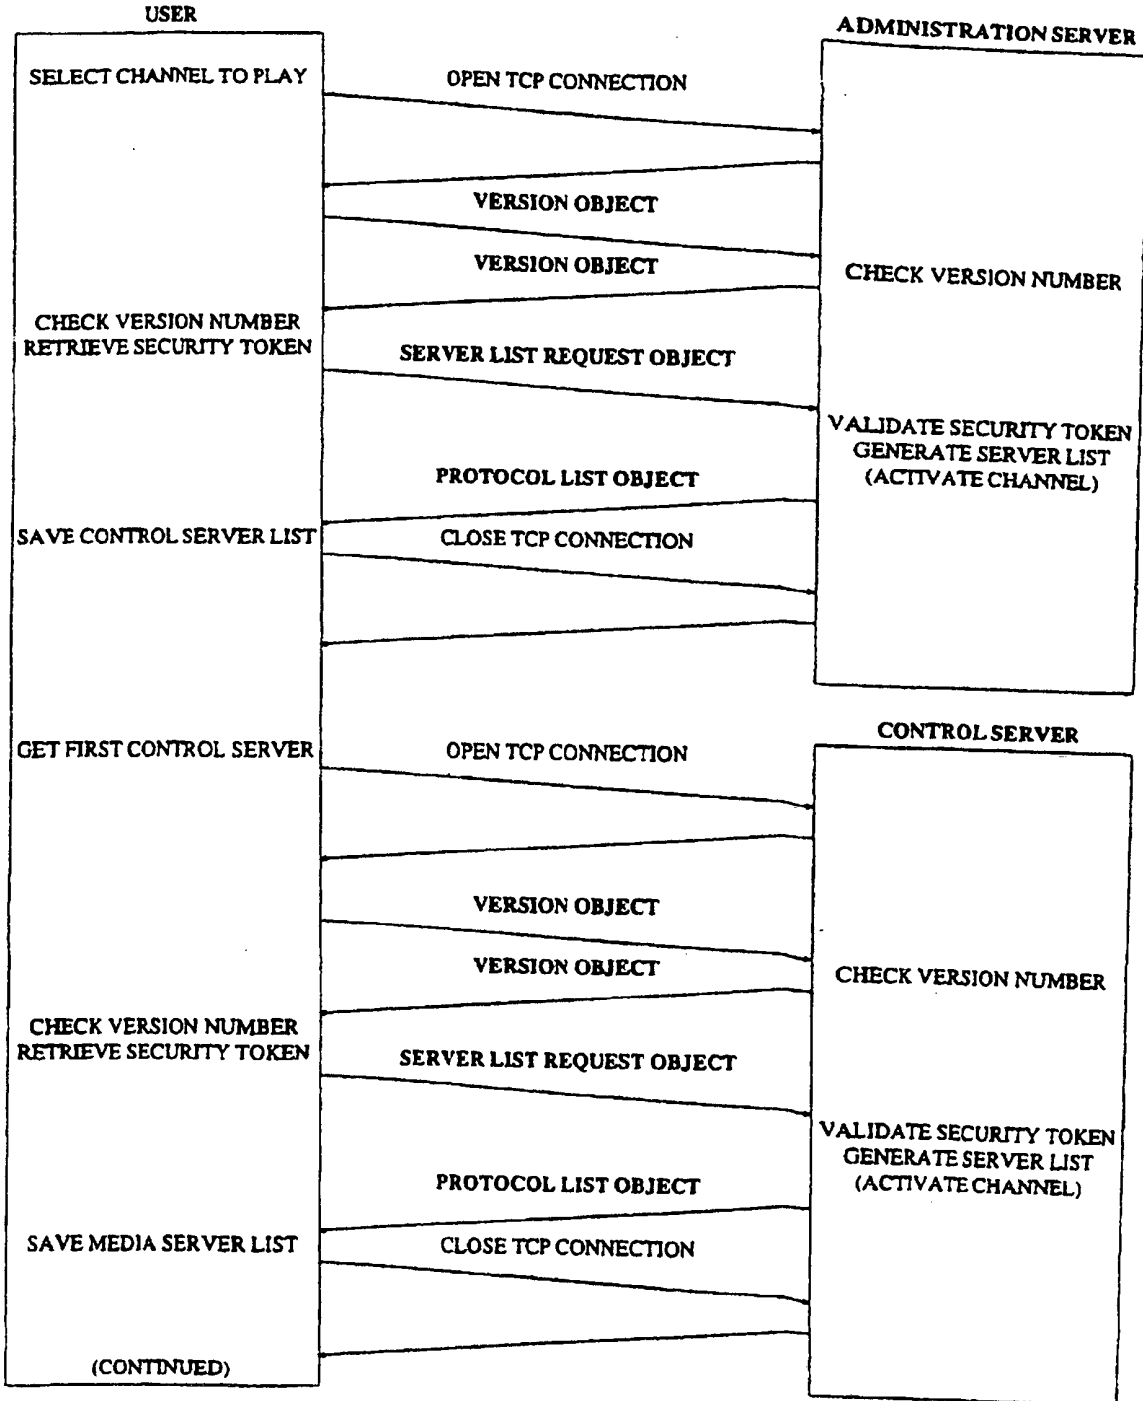 USER
ADMINISTRATION SERVER
SELECT CHANNEL TO PLAY
OPEN TCP CONNECTION
VERSION OBJECT
VERSION OBJECT
CHECK VERSION NUMBER
CHECK VERSION NUMBER
RETRIEVE SECURITY TOKEN
SERVER LIST REQUEST OBJECT
VALIDATE SECURITY TOKEN
GENERATE SERVER LIST
(ACTIVATE CHANNEL)
PROTOCOL LIST OBJECT
SAVE CONTROL SERVER LIST
CLOSE TCP CONNECTION
CONTROL SERVER
GET FIRST CONTROL SERVER
OPEN TCP CONNECTION
VERSION OBJECT
VERSION OBJECT
CHECK VERSION NUMBER
CHECK VERSION NUMBER
RETRIEVE SECURITY TOKEN
SERVER LIST REQUEST OBJECT
VALIDATE SECURITY TOKEN
GENERATE SERVER LIST
(ACTIVATE CHANNEL)
PROTOCOL LIST OBJECT
SAVE MEDIA SERVER LIST
CLOSE TCP CONNECTION
(CONTINUED)